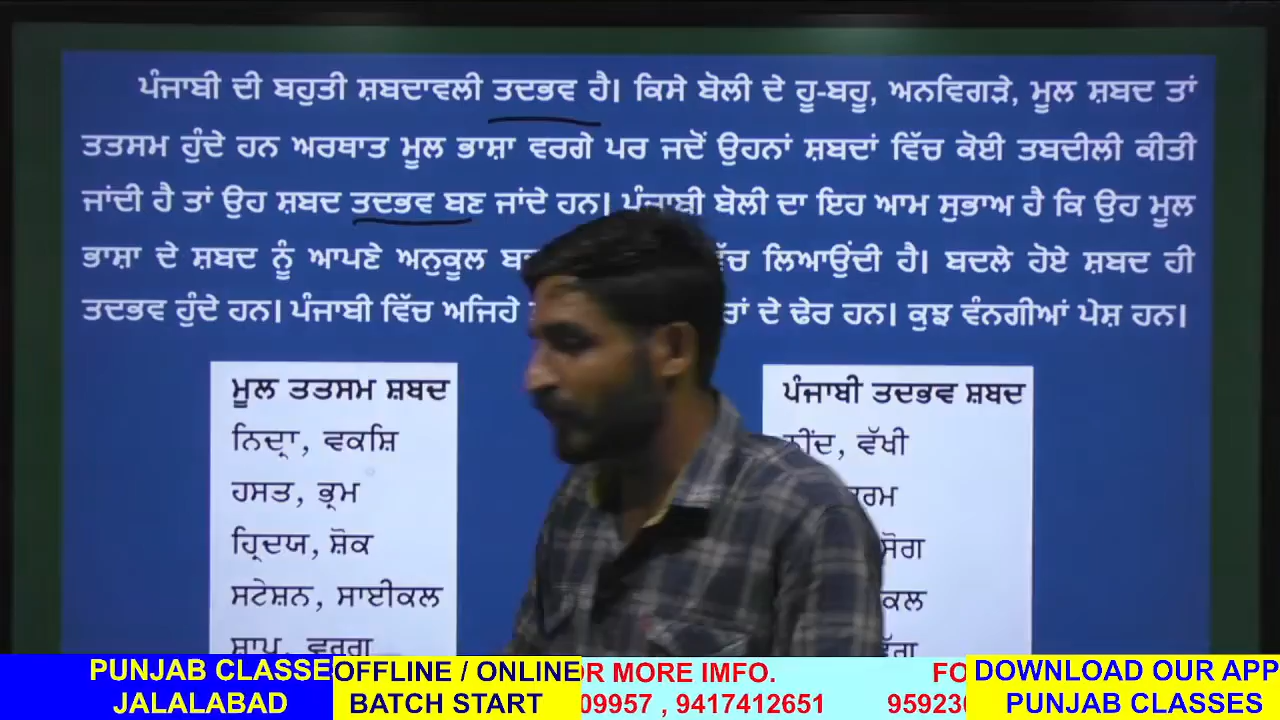 ਪੰਜਾਬੀ ਦੀ ਬਹੁਤੀ ਸ਼ਬਦਾਵਲੀ ਤਦਭਵ ਹੈ। ਕਿਸੇ ਬੋਲੀ ਦੇ ਹੂ-ਬਹੂ, ਅਨਵਿਗੜੇ, ਮੂਲ ਸ਼ਬਦ ਤਾਂ
ਤਤਸਮ ਹੁੰਦੇ ਹਨ ਅਰਥਾਤ ਮੂਲ ਭਾਸ਼ਾ ਵਰਗੇ ਪਰ ਜਦੋਂ ਉਹਨਾਂ ਸ਼ਬਦਾਂ ਵਿੱਚ ਕੋਈ ਤਬਦੀਲੀ ਕੀਤੀ
ਜਾਂਦੀ ਹੈ ਤਾਂ ਉਹ ਸ਼ਬਦ ਤਦਭਵ ਬਣ ਜਾਂਦੇ ਹਨ। ਪੰਜਾਬੀ ਬੋਲੀ ਦਾ ਇਹ ਆਮ ਸੁਭਾਅ ਹੈ ਕਿ ਉਹ ਮੂਲ
ਭਾਸ਼ਾ ਦੇ ਸ਼ਬਦ ਨੂੰ ਆਪਣੇ ਅਨੁਕੂਲ ਲਿਆਉਂਦੀ ਹੈ। ਬਦਲੇ ਹੋਏ ਸ਼ਬਦ ਹੀ
ਤਦਭਵ ਹੁੰਦੇ ਹਨ। ਪੰਜਾਬੀ ਵਿੱਚ ਅਜਿਹੇ ਦੇ ਢੇਰ ਹਨ। ਕੁਝ ਵੰਨਗੀਆਂ ਪੇਸ਼ ਹਨ।
ਮੂਲ ਤਤਸਮ ਸ਼ਬਦ
ਨਿਦ੍ਰਾ, ਵਕਸ਼ਿ
ਹਸਤ, ਭ੍ਰਮ
ਹ੍ਰਿਦਯ, ਸ਼ੋਕ
ਸਟੇਸ਼ਨ, ਸਾਈਕਲ
ਪੰਜਾਬੀ ਤਦਭਵ ਸ਼ਬਦ
ਨੀਂਦ, ਵੱਖੀ
ਸੋਗ
PUNJAB CLASSE
JALALABAD
OFFLINE / ONLINE
BATCH START
OR MORE IMFO.
09957 , 9417412651
FO
95923
DOWNLOAD OUR APP
PUNJAB CLASSES